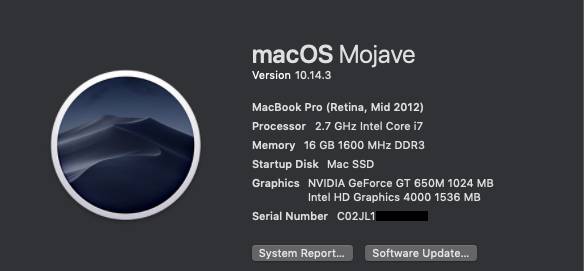 macOS Mojave
Version 10.14.3
MacBook Pro (Retina, Mid 2012)
Processor 2.7 GHz Intel Core i7
Memory 16 GB 1600 MHz DDR3
Startup Disk Mac SSD
Graphics NVIDIA GeForce GT 650M 1024 MB
Intel HD Graphics 4000 1536 MB
Serial Number C02JL1
System Report... Software Update...